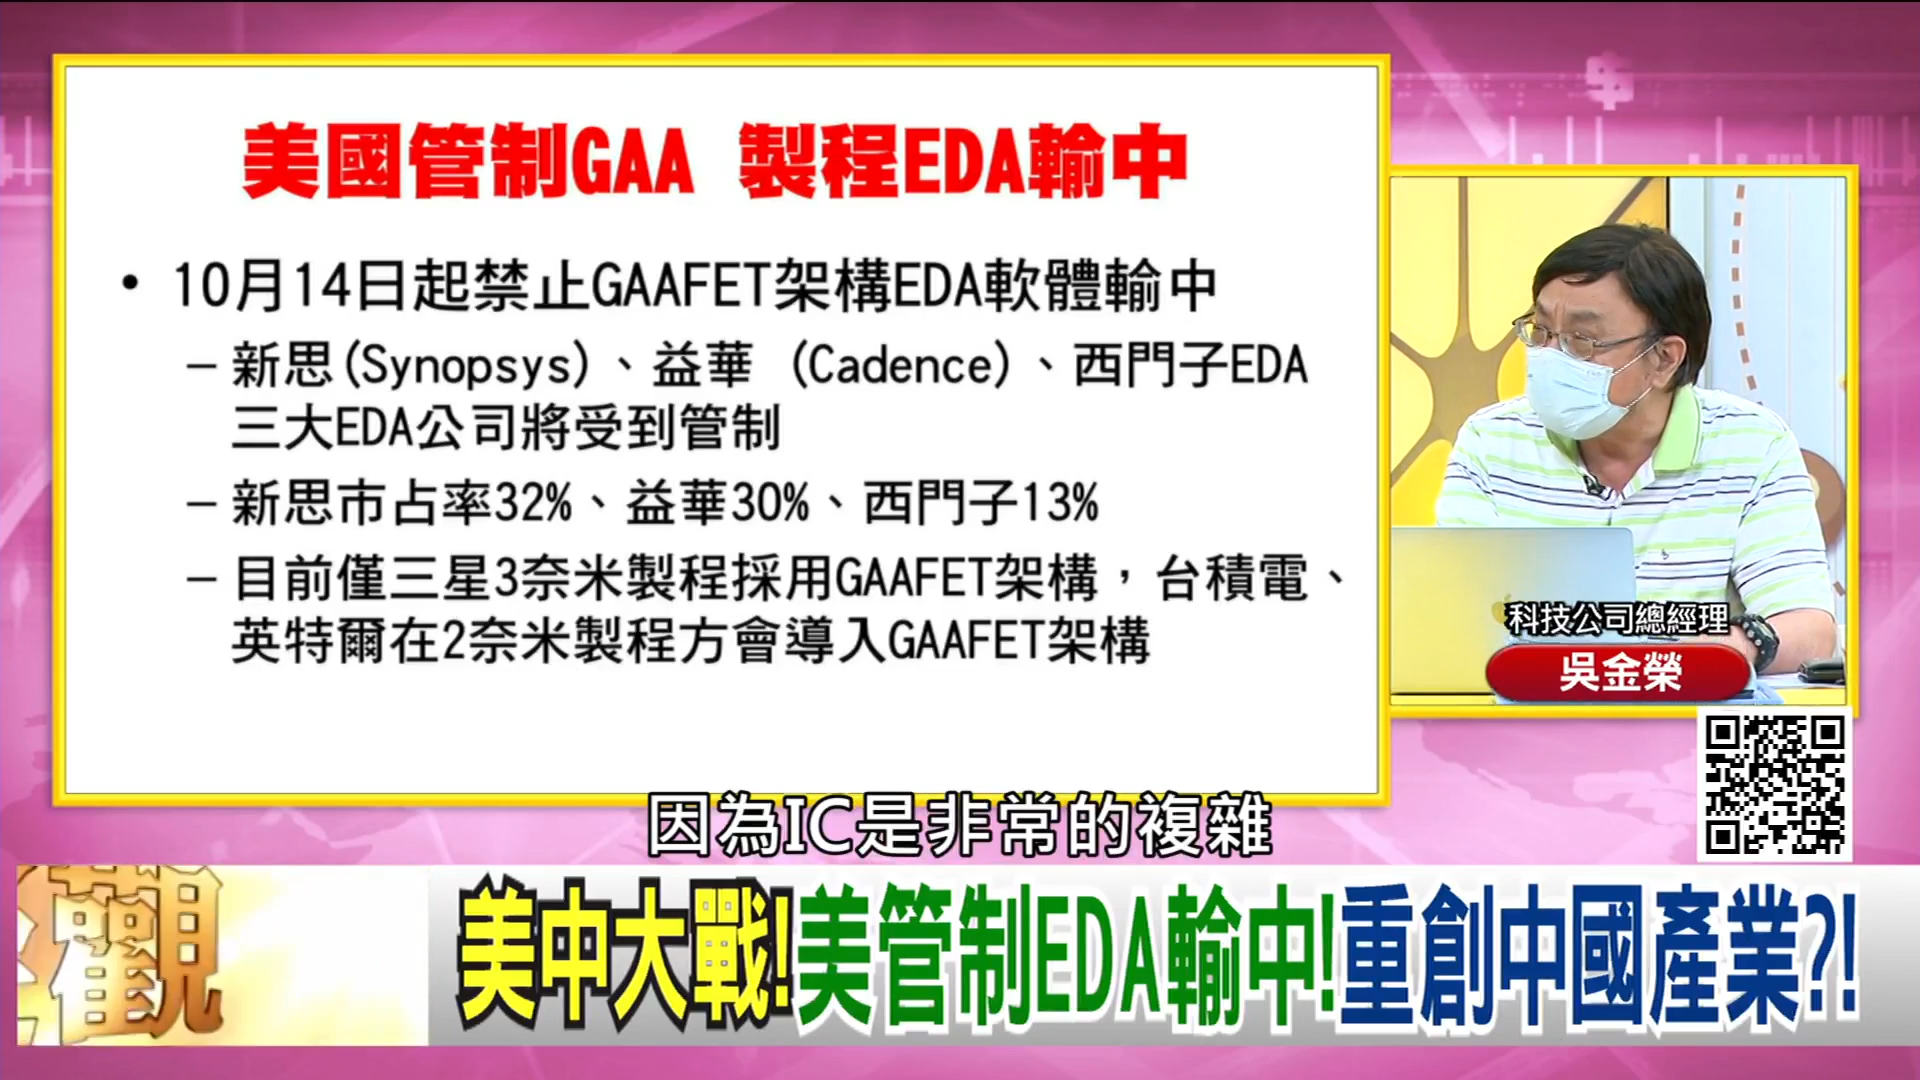 美國管制GAA 製程EDA輸中
• 10月14日起禁止GAAFET架構EDA軟體輸中
– 新思(Synopsys)、益華 (Cadence)、西門子EDA
三大EDA公司將受到管制
– 新思市占率32%、益華30%、西門子13%
– 目前僅三星3奈米製程採用GAAFET架構，台積電、
英特爾在2奈米製程方會導入GAAFET架構
科技公司總經理
吳金榮
因為IC是非常的複雜
觀
美中大戰!美管制EDA輸中!重創中國產業?!